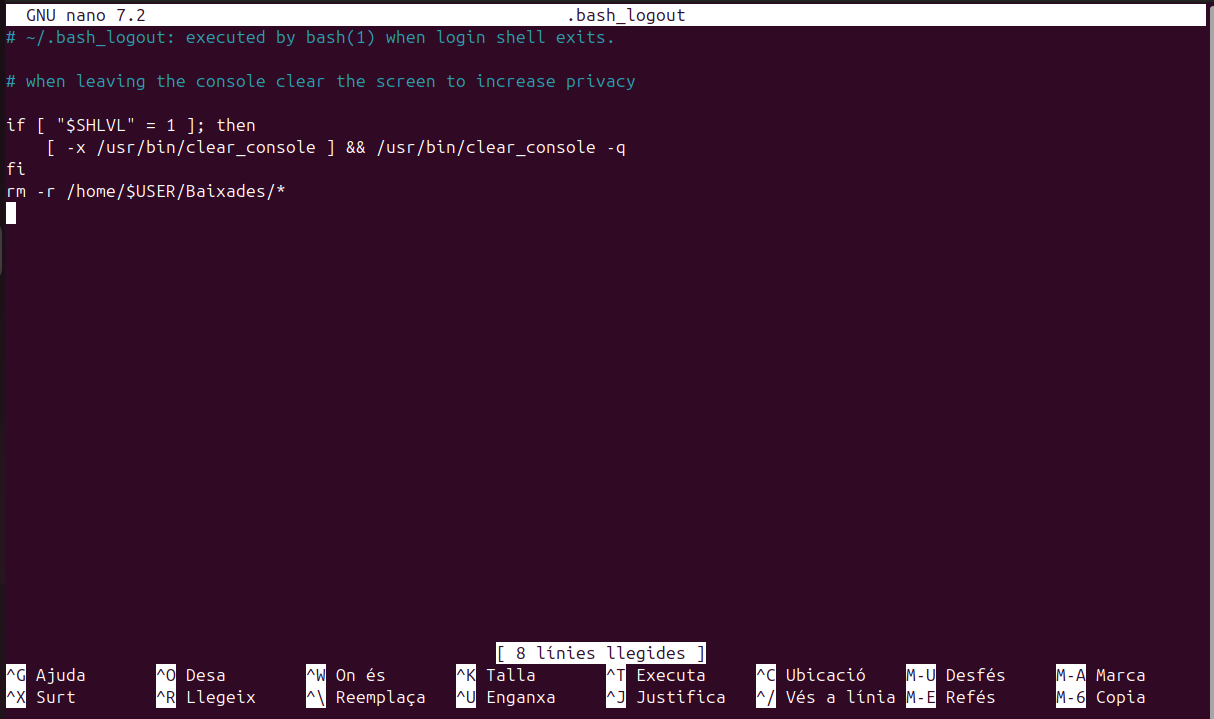 GNU nano 7.2 .bash_logout
# ~/.bash_logout: executed by bash(1) when login shell exits.
# when leaving the console clear the screen to increase privacy
if [ "$SHLVL" = 1 ]; then
    [ -x /usr/bin/clear_console ] && /usr/bin/clear_console -q
fi
rm -r /home/$USER/Baixades/*
[ 8 línies llegides ]
^G Ajuda ^O Desa ^W On és ^K Talla ^T Executa ^C Ubicació M-U Desfés M-A Marca
^X Surt ^R Llegeix ^\ Reemplaça ^U Enganxa ^J Justifica ^/ Vés a línia M-E Refés M-6 Copia